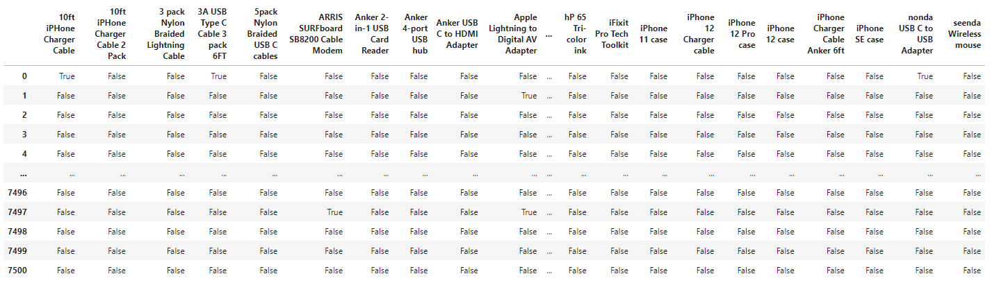 10ft
iPHone
Charger
Cable
10ft
iPHone
Charger
Cable 2
Pack
3 pack
Nylon
Braided
Lightning
Cable
3A USB
Type C
Cable 3
pack
6FT
5pack
Nylon
Braided
USB C
cables
ARRIS
SURFboard
SB8200 Cable
Modem
Anker 2-
in-1 USB
Card
Reader
Anker
4-port
USB
hub
Anker USB
C to HDMI
Adapter
Apple
Lightning to
Digital AV
Adapter
...
hP 65
Tri-
color
ink
iFixit
Pro Tech
Toolkit
iPhone
11 case
iPhone
12
Charger
cable
iPhone
12 Pro
case
iPhone
12 case
iPhone
Charger
Cable
Anker 6ft
iPhone
SE case
nonda
USB C to
USB
Adapter
seenda
Wireless
mouse
0 True False False True False False False False False False ... False False False False False False False False True False
1 False False False False False False False False False True ... False False False False False False False False False False
2 False False False False False False False False False False ... False False False False False False False False False False
3 False False False False False False False False False False ... False False False False False False False False False False
4 False False False False False False False False False False ... False False False False False False False False False False
... ... ... ... ... ... ... ... ... ... ... ... ... ... ... ... ... ... ... ... ... ...
7496 False False False False False False False False False False ... False False False False False False False False False False
7497 False False False False False True False False False True ... False False False False False False False False False False
7498 False False False False False False False False False False ... False False False False False False False False False False
7499 False False False False False False False False False False ... False False False False False False False False False False
7500 False False False False False False False False False False ... False False False False False False False False False False